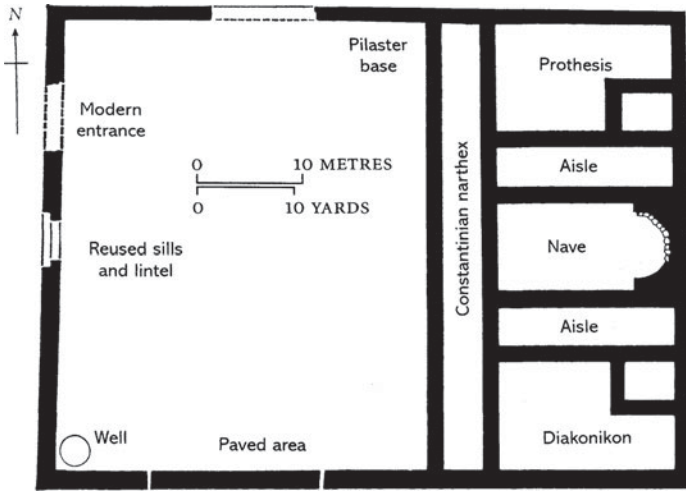 N
Pilaster
base
Prothesis
Modern
entrance
0 10 METRES
0 10 YARDS
Aisle
Constantinian narthex
Reused sills
and lintel
Nave
Aisle
Well
Paved area
Diakonikon